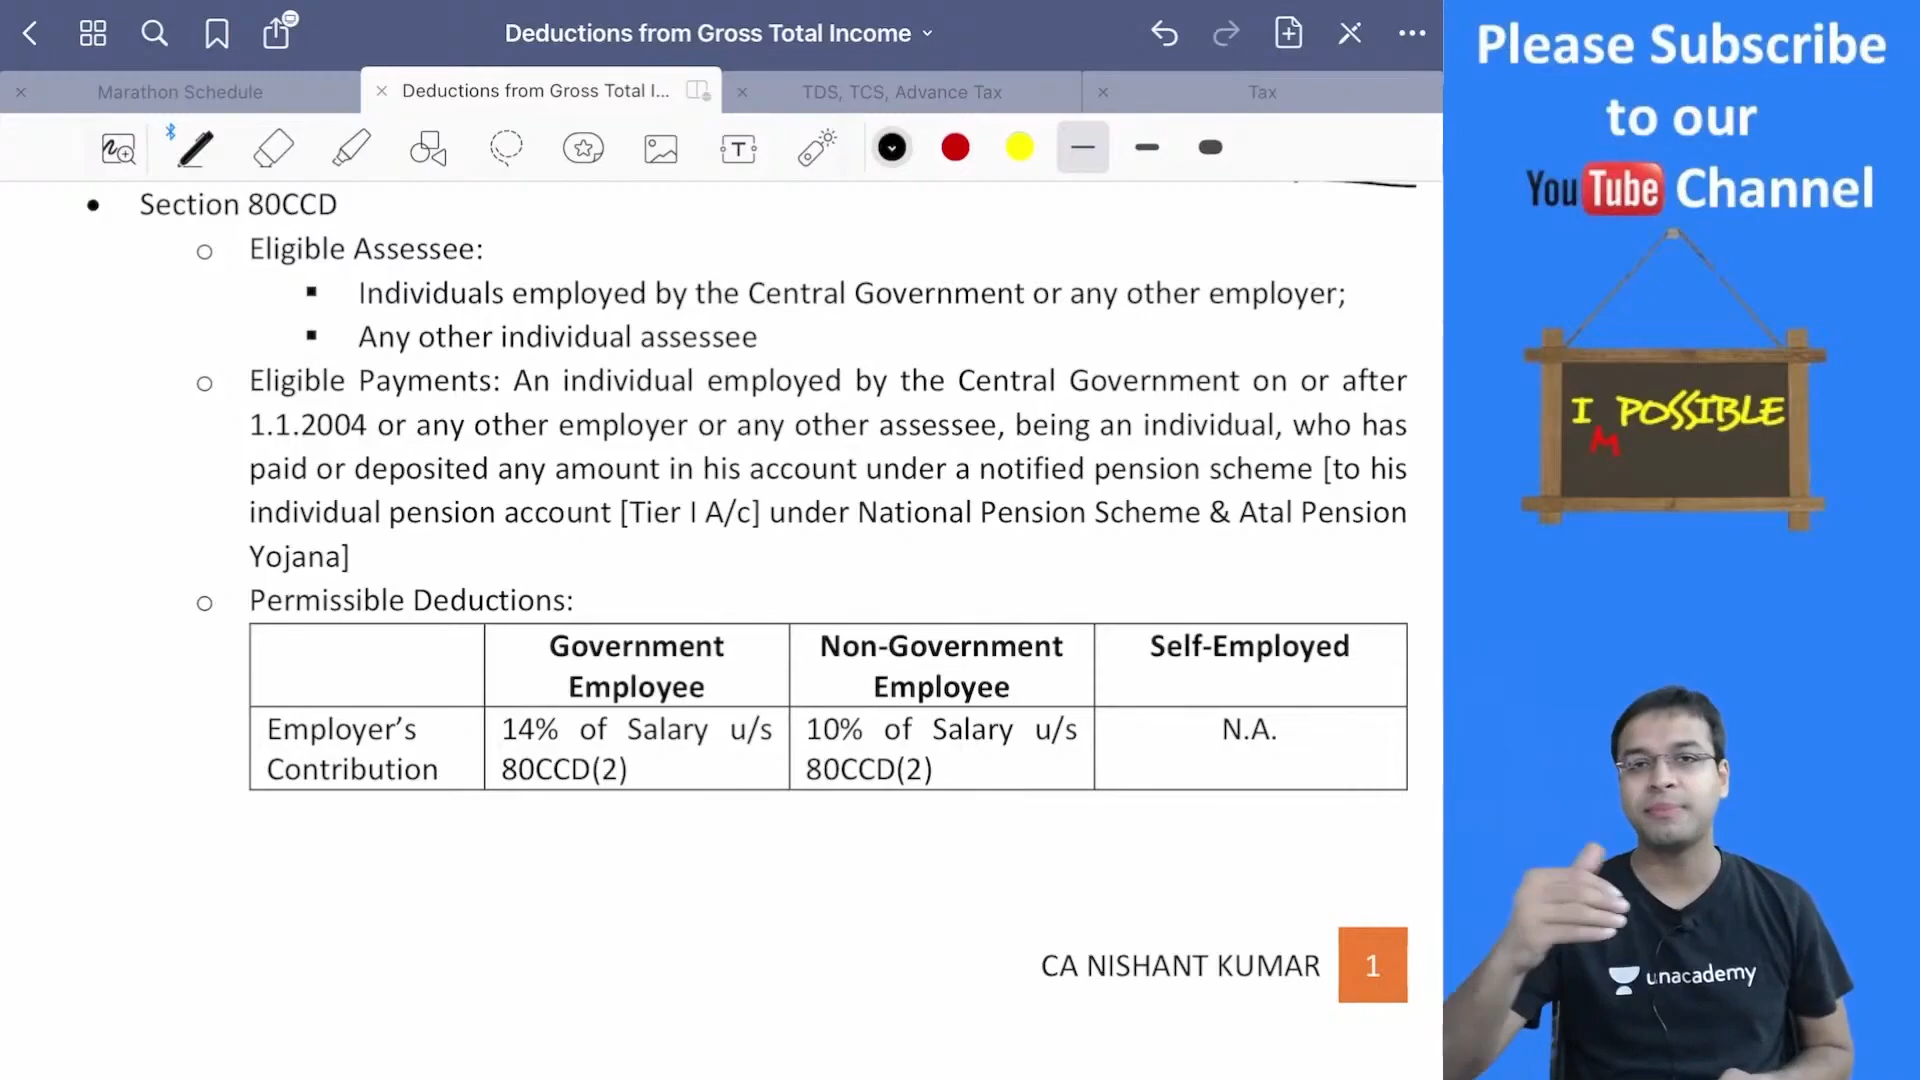 Deductions from Gross Total Income
Marathon Schedule
Deductions from Gross Total I...
TDS, TCS, Advance Tax
Tax
T
• Section 80CCD
o Eligible Assessee:
▪ Individuals employed by the Central Government or any other employer;
▪ Any other individual assessee
o Eligible Payments: An individual employed by the Central Government on or after
1.1.2004 or any other employer or any other assessee, being an individual, who has
paid or deposited any amount in his account under a notified pension scheme [to his
individual pension account [Tier I A/c] under National Pension Scheme & Atal Pension
Yojana]
o Permissible Deductions:
Government
Employee
Non-Government
Employee
Self-Employed
Employer's
Contribution
14% of Salary u/s
80CCD(2)
10% of Salary u/s
80CCD(2)
N.A.
CA NISHANT KUMAR 1
Please Subscribe
to our
YouTube Channel
I POSSIBLE
M
unacademy